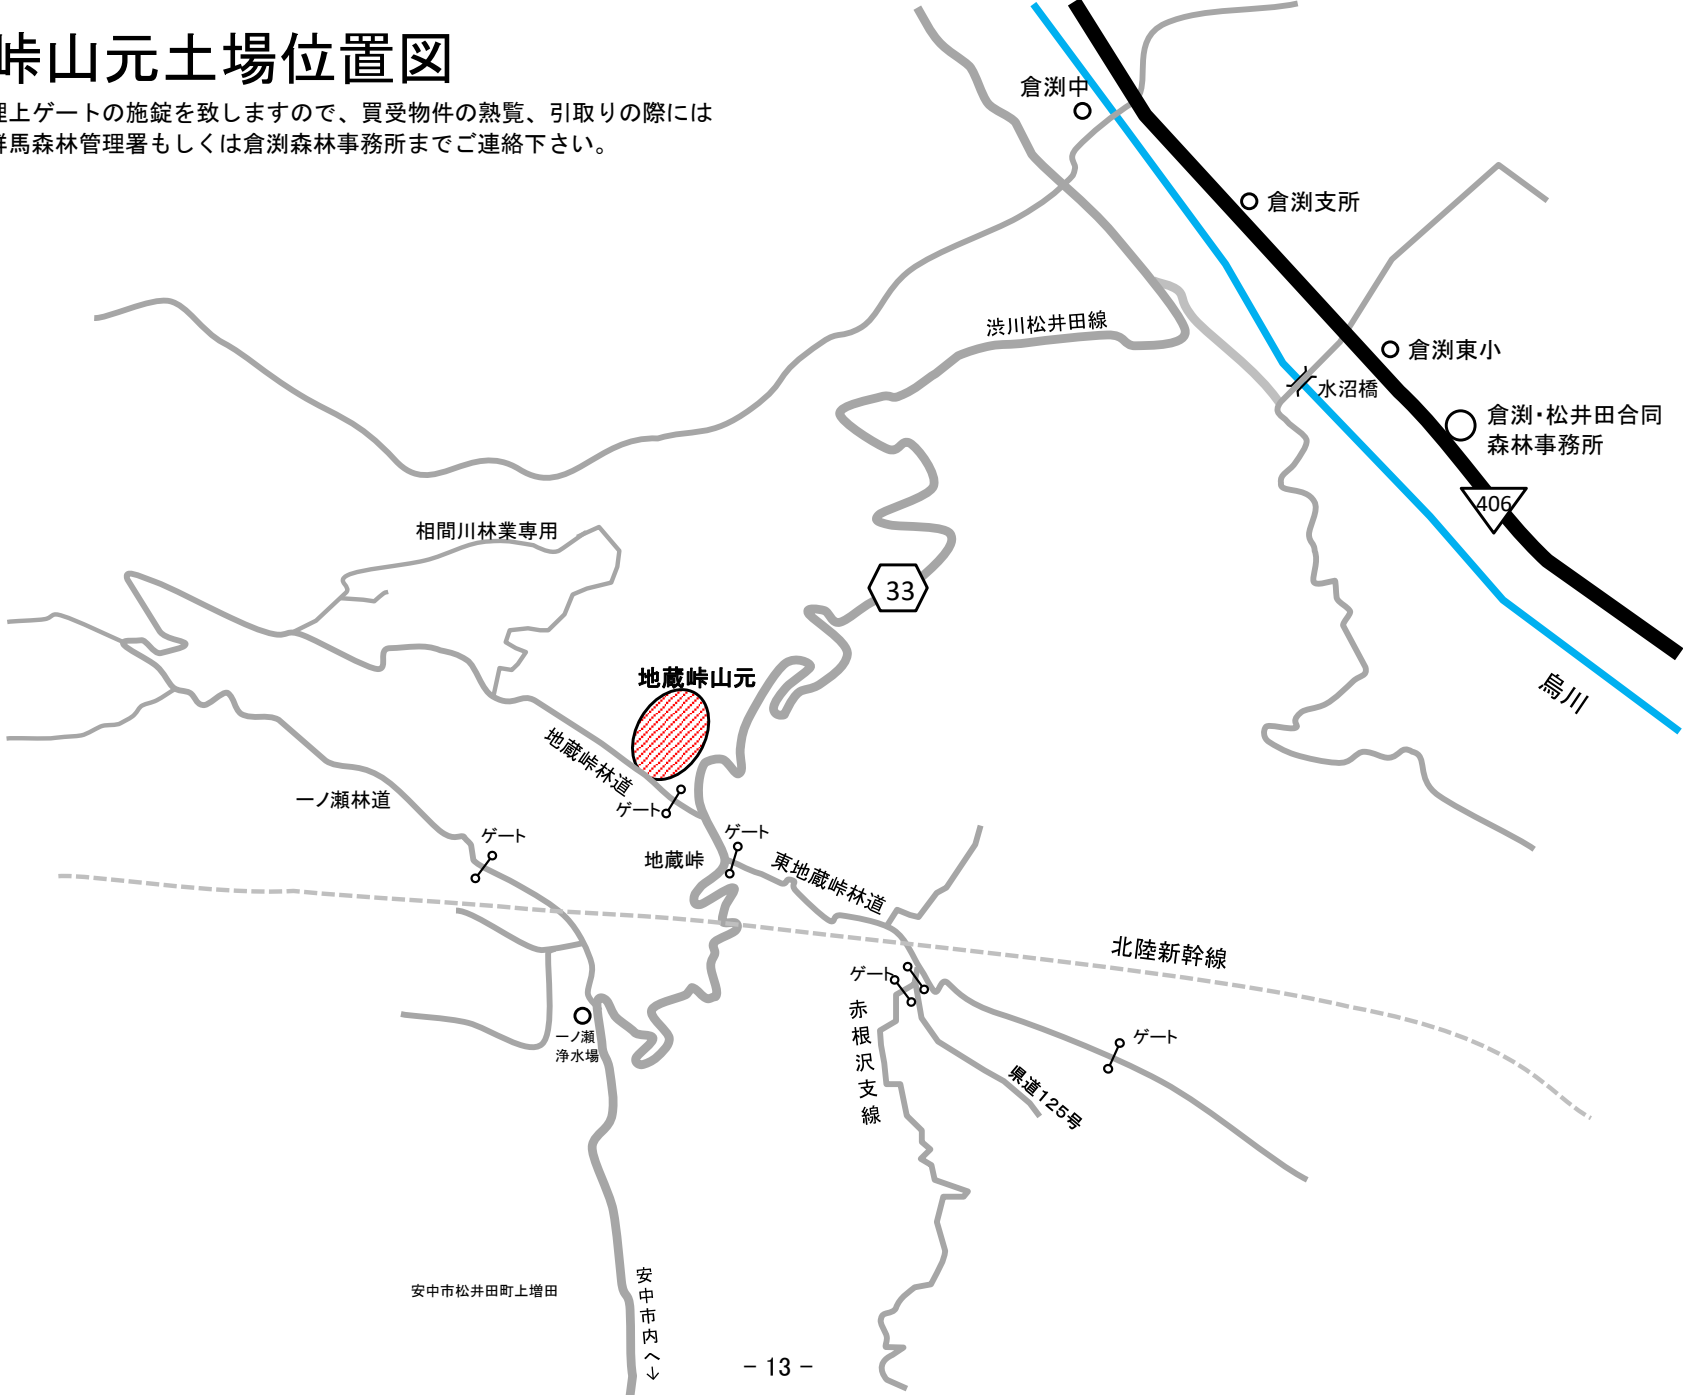 峠山元土場位置図
理上ゲートの施錠を致しますので、買受物件の熟覧、引取りの際には
群馬森林管理署もしくは倉渕森林事務所までご連絡下さい。
倉渕中
倉渕支所
渋川松井田線
倉渕東小
水沼橋
倉渕・松井田合同
森林事務所
406
相間川林業専用
33
地蔵峠山元
烏川
地蔵峠林道
一ノ瀬林道
ゲート
ゲート
ゲート
地蔵峠
東地蔵峠林道
北陸新幹線
ゲート
赤根沢支線
一ノ瀬
浄水場
ゲート
県道125号
安中市松井田町上増田
安中市内へ↓
- 13 -